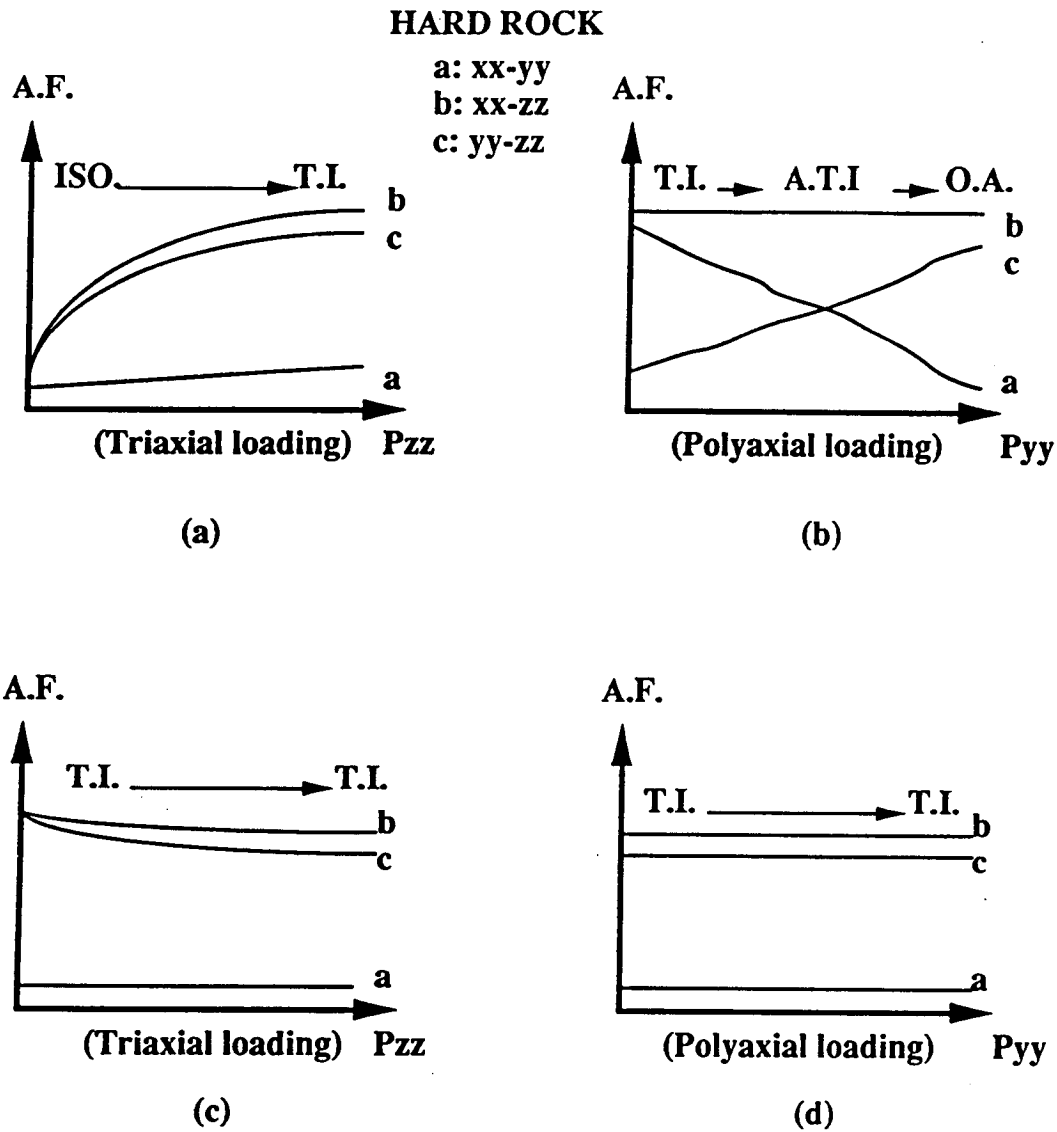 HARD ROCK
a: xx-yy
b: xx-zz
c: yy-zz
A.F.
ISO. T.I.
b
c
a
(Triaxial loading) Pzz
(a)
A.F.
T.I. A.T.I O.A.
b
c
a
(Polyaxial loading) Pyy
(b)
A.F.
T.I. T.I.
b
c
a
(Triaxial loading) Pzz
(c)
A.F.
T.I. T.I.
b
c
a
(Polyaxial loading) Pyy
(d)